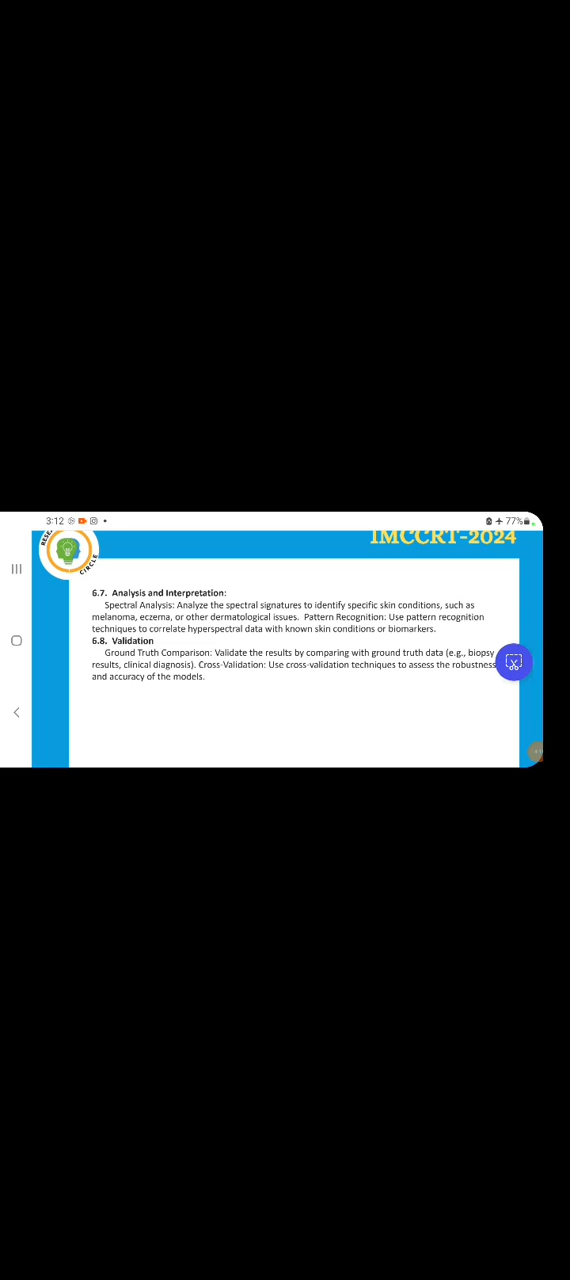 3:12
77%
RESE
CIRCLE
IMCCRT-2024
6.7. Analysis and Interpretation:
Spectral Analysis: Analyze the spectral signatures to identify specific skin conditions, such as
melanoma, eczema, or other dermatological issues. Pattern Recognition: Use pattern recognition
techniques to correlate hyperspectral data with known skin conditions or biomarkers.
6.8. Validation
Ground Truth Comparison: Validate the results by comparing with ground truth data (e.g., biopsy
results, clinical diagnosis). Cross-Validation: Use cross-validation techniques to assess the robustness
and accuracy of the models.